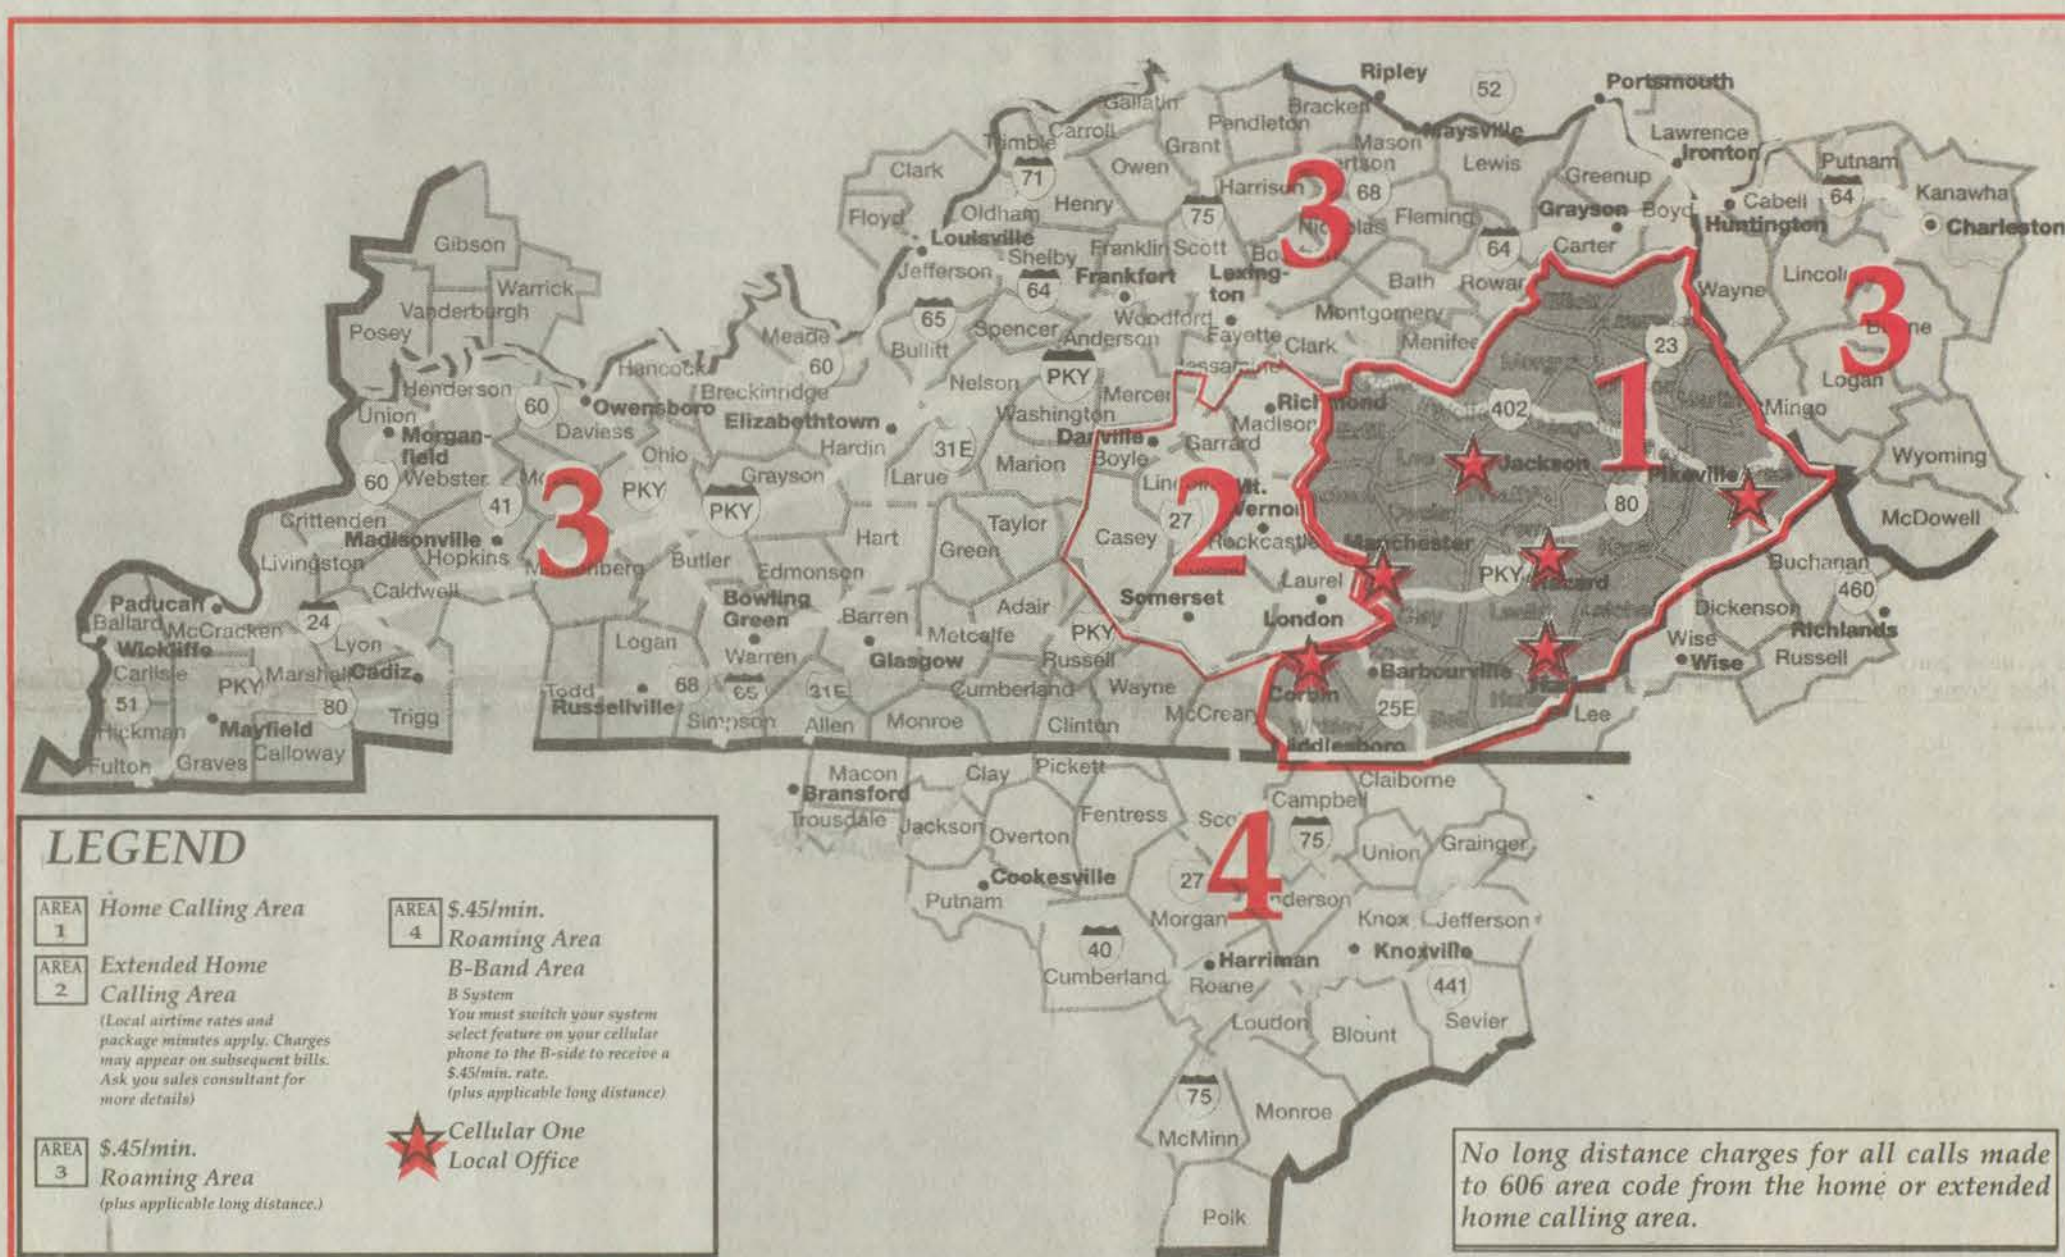 Ripley
52
Portsmouth
Gallatin
Bracken
Pendleton
Carroll
Trimble
Grant
Mason
Maysville
Lawrence
Ironton
Clark
71
Owen
Harrison
3
68
Lewis
Greenup
Putnam
Cabell
64
Kanawha
Floyd
Oldham
Henry
75
Fleming
Grayson
Boyd
Huntington
Charleston
Gibson
Louisville
Shelby
Franklin
Scott
64
Carter
Jefferson
64
Frankfort
Lexing-
ton
Bath
Rowan
Wayne
Lincoln
3
Warrick
Vanderburgh
Posey
Meade
65
Spencer
Anderson
Woodford
Fayette
Clark
Montgomery
Menifee
23
Bullitt
60
Hancock
PKY
Nelson
Mercer
1
Logan
Henderson
60
Owensboro
Breckinridge
Washington
Richmond
402
Mingo
Union
Morgan-
field
Daviess
Elizabethtown
Hardin
31E
Danville
Boyle
Garrard
Madison
Ohio
Grayson
Larue
Marion
Jackson
Pikeville
Wyoming
60
Webster
41
3
PKY
PKY
2
Mt.
Vernon
80
McDowell
Crittenden
Madisonville
Hopkins
Livingston
Hart
Taylor
Green
Casey
27
Rockcastle
Manchester
Butler
Edmonson
Laurel
PKY
Hazard
Buchanan
460
Caldwell
Bowling
Green
Adair
Somerset
London
Clay
Dickenson
Richlands
Paducah
Ballard
McCracken
24
Lyon
Barren
Metcalfe
PKY
Wise
Wise
Russell
Wickliffe
Logan
Warren
Glasgow
Russell
Barbourville
Carlisle
PKY
Marshall
Cadiz
Todd
Russellville
68
65
31E
Cumberland
Wayne
Corbin
25E
51
80
Trigg
Simpson
Allen
Monroe
Clinton
McCreary
Lee
Hickman
Mayfield
Fulton
Graves
Calloway
Macon
Clay
Pickett
Claiborne
Bransford
Trousdale
Jackson
Overton
Fentress
Campbell
75
Union
Grainger
4
Cookesville
Putnam
27
Morgan
Knox
Jefferson
40
Cumberland
Harriman
Roane
Knoxville
441
Loudon
Blount
Sevier
75
Monroe
McMinn
Polk
LEGEND
AREA
1
Home Calling Area
AREA
2
Extended Home
Calling Area
(Local airtime rates and
package minutes apply. Charges
may appear on subsequent bills.
Ask you sales consultant for
more details)
AREA
3
$.45/min.
Roaming Area
(plus applicable long distance.)
AREA
4
$.45/min.
Roaming Area
B-Band Area
B System
You must switch your system
select feature on your cellular
phone to the B-side to receive a
$.45/min. rate.
(plus applicable long distance)
Cellular One
Local Office
No long distance charges for all calls made
to 606 area code from the home or extended
home calling area.